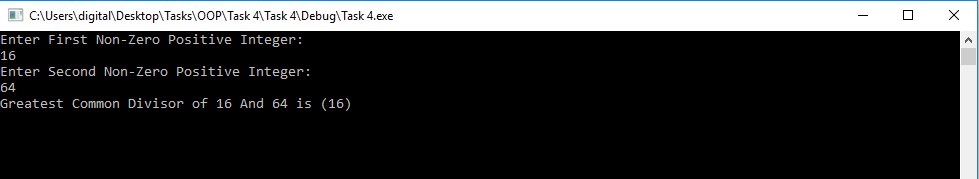 C:\Users\digital\Desktop\Tasks\OOP\Task 4\Task 4\Debug\Task 4.exe
Enter First Non-Zero Positive Integer:
16
Enter Second Non-Zero Positive Integer:
64
Greatest Common Divisor of 16 And 64 is (16)